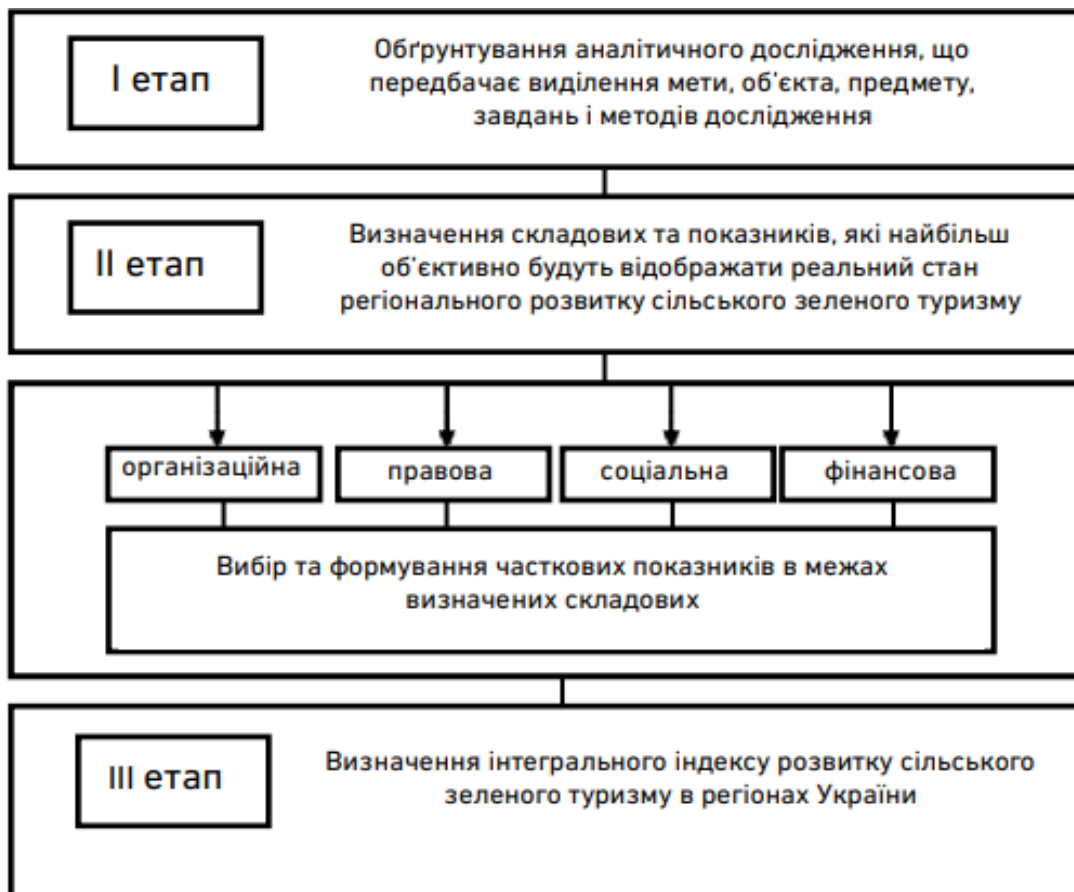 І етап
Обґрунтування аналітичного дослідження, що
передбачає виділення мети, об'єкта, предмету,
завдань і методів дослідження
ІІ етап
Визначення складових та показників, які найбільш
об'єктивно будуть відображати реальний стан
регіонального розвитку сільського зеленого туризму
організаційна
правова
соціальна
фінансова
Вибір та формування часткових показників в межах
визначених складових
ІІІ етап
Визначення інтегрального індексу розвитку сільського
зеленого туризму в регіонах України